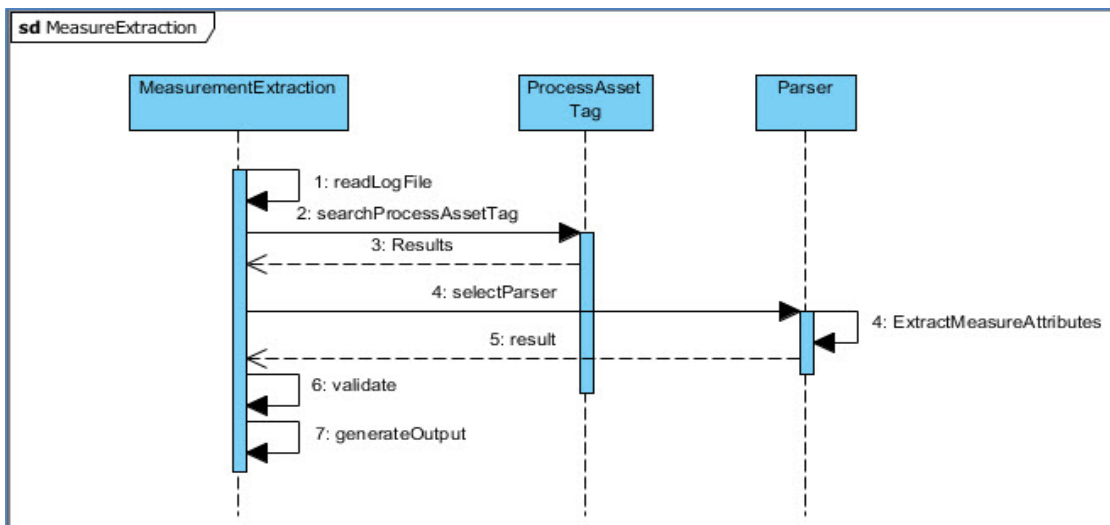 sd MeasureExtraction
MeasurementExtraction
ProcessAsset
Tag
Parser
1: readLogFile
2: searchProcessAssetTag
3: Results
4: selectParser
4: ExtractMeasureAttributes
5: result
6: validate
7: generateOutput